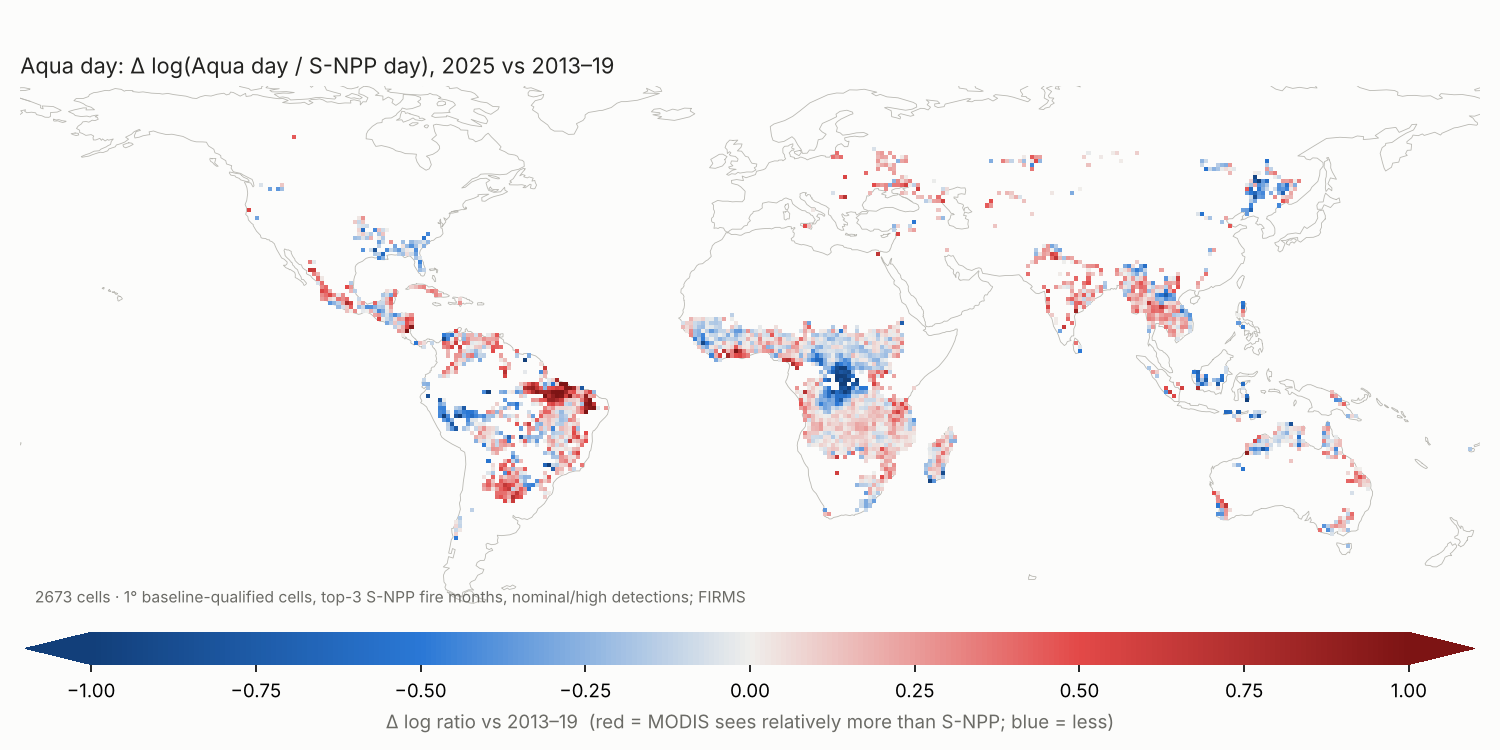 Aqua day: Δ log(Aqua day / S-NPP day), 2025 vs 2013–19
2673 cells · 1° baseline-qualified cells, top-3 S-NPP fire months, nominal/high detections; FIRMS
−1.00 −0.75 −0.50 −0.25 0.00 0.25 0.50 0.75 1.00
Δ log ratio vs 2013–19 (red = MODIS sees relatively more than S-NPP; blue = less)